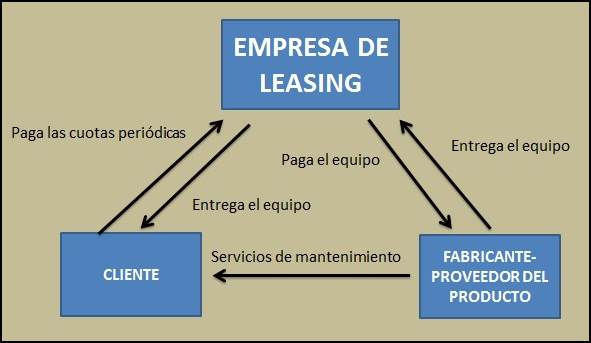 EMPRESA DE
LEASING
Paga las cuotas periódicas
Entrega el equipo
Paga el equipo
Entrega el equipo
Servicios de mantenimiento
CLIENTE
FABRICANTE-
PROVEEDOR DEL
PRODUCTO